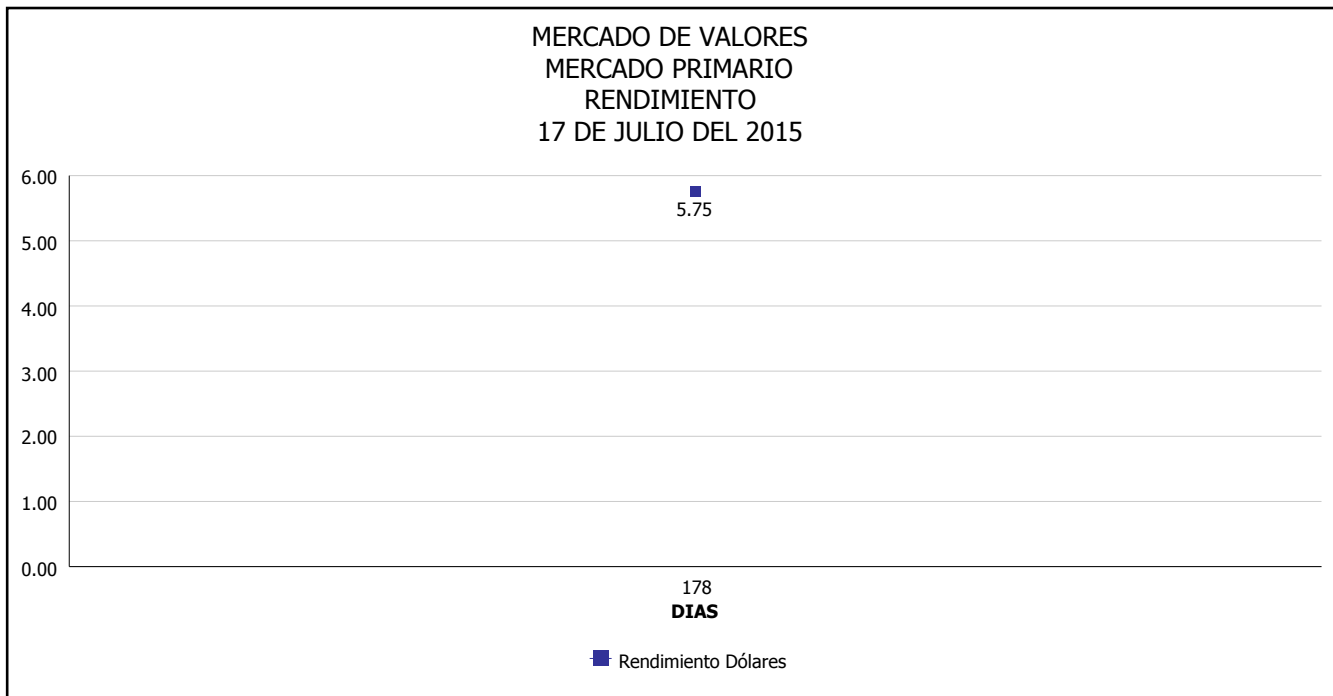 MERCADO DE VALORES
MERCADO PRIMARIO
RENDIMIENTO
17 DE JULIO DEL 2015
6.00
5.75
5.00
4.00
3.00
2.00
1.00
0.00
178
DIAS
Rendimiento Dólares